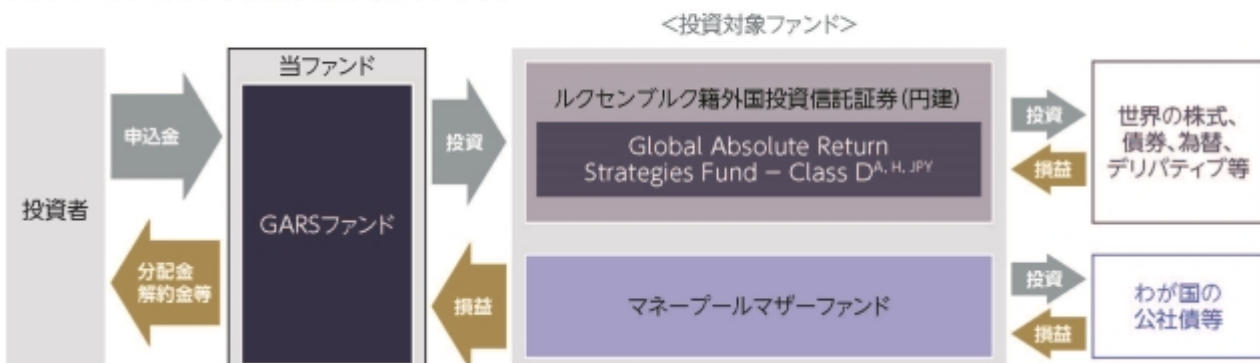 <投資対象ファンド>
投資者
申込金
分配金
解約金等
当ファンド
GARSファンド
投資
損益
ルクセンブルク籍外国投資信託証券(円建)
Global Absolute Return
Strategies Fund – Class Dᴬ, ᴴ, ᴶᴾʸ
マネープールマザーファンド
投資
損益
世界の株式、
債券、為替、
デリバティブ等
投資
損益
わが国の
公社債等